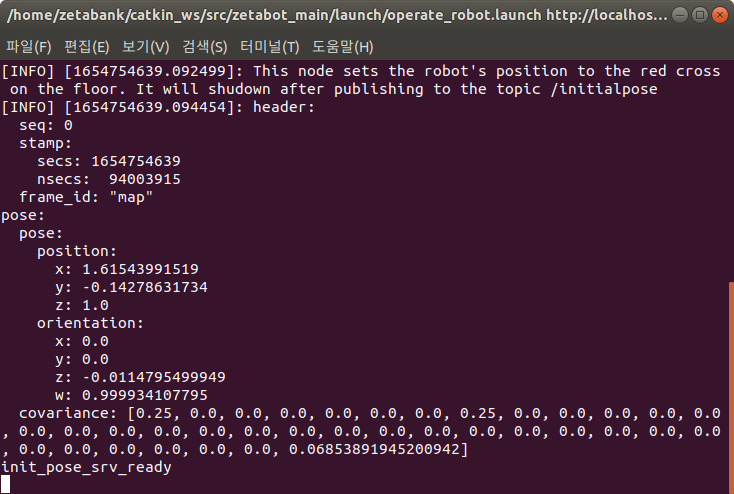 /home/zetabank/catkin_ws/src/zetabot_main/launch/operate_robot.launch http://localhos...
파일(F) 편집(E) 보기(V) 검색(S) 터미널(T) 도움말(H)
[INFO] [1654754639.092499]: This node sets the robot's position to the red cross
 on the floor. It will shudown after publishing to the topic /initialpose
[INFO] [1654754639.094454]: header:
  seq: 0
  stamp:
    secs: 1654754639
    nsecs:  94003915
  frame_id: "map"
pose:
  pose:
    position:
      x: 1.61543991519
      y: -0.14278631734
      z: 1.0
    orientation:
      x: 0.0
      y: 0.0
      z: -0.0114795499949
      w: 0.999934107795
  covariance: [0.25, 0.0, 0.0, 0.0, 0.0, 0.0, 0.0, 0.25, 0.0, 0.0, 0.0, 0.0, 0.0
, 0.0, 0.0, 0.0, 0.0, 0.0, 0.0, 0.0, 0.0, 0.0, 0.0, 0.0, 0.0, 0.0, 0.0, 0.0, 0.0
, 0.0, 0.0, 0.0, 0.0, 0.0, 0.0, 0.06853891945200942]
init_pose_srv_ready